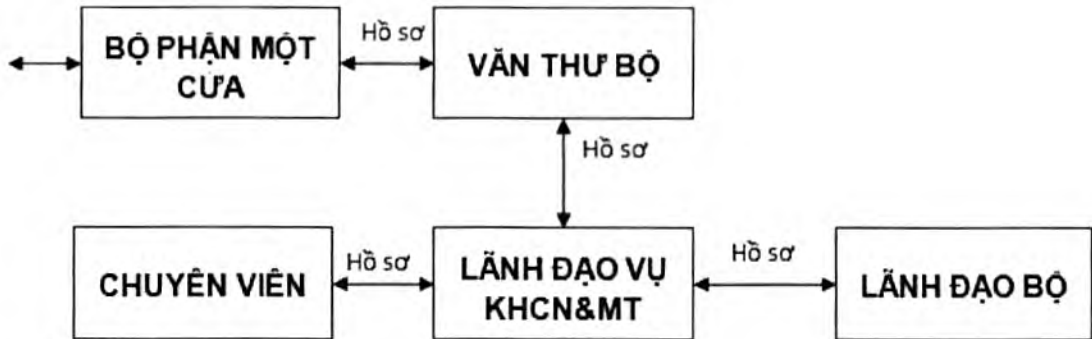 BỘ PHẬN MỘT
CỬA
Hồ sơ
VĂN THƯ BỘ
Hồ sơ
CHUYÊN VIÊN
Hồ sơ
LÃNH ĐẠO VỤ
KHCN&MT
Hồ sơ
LÃNH ĐẠO BỘ